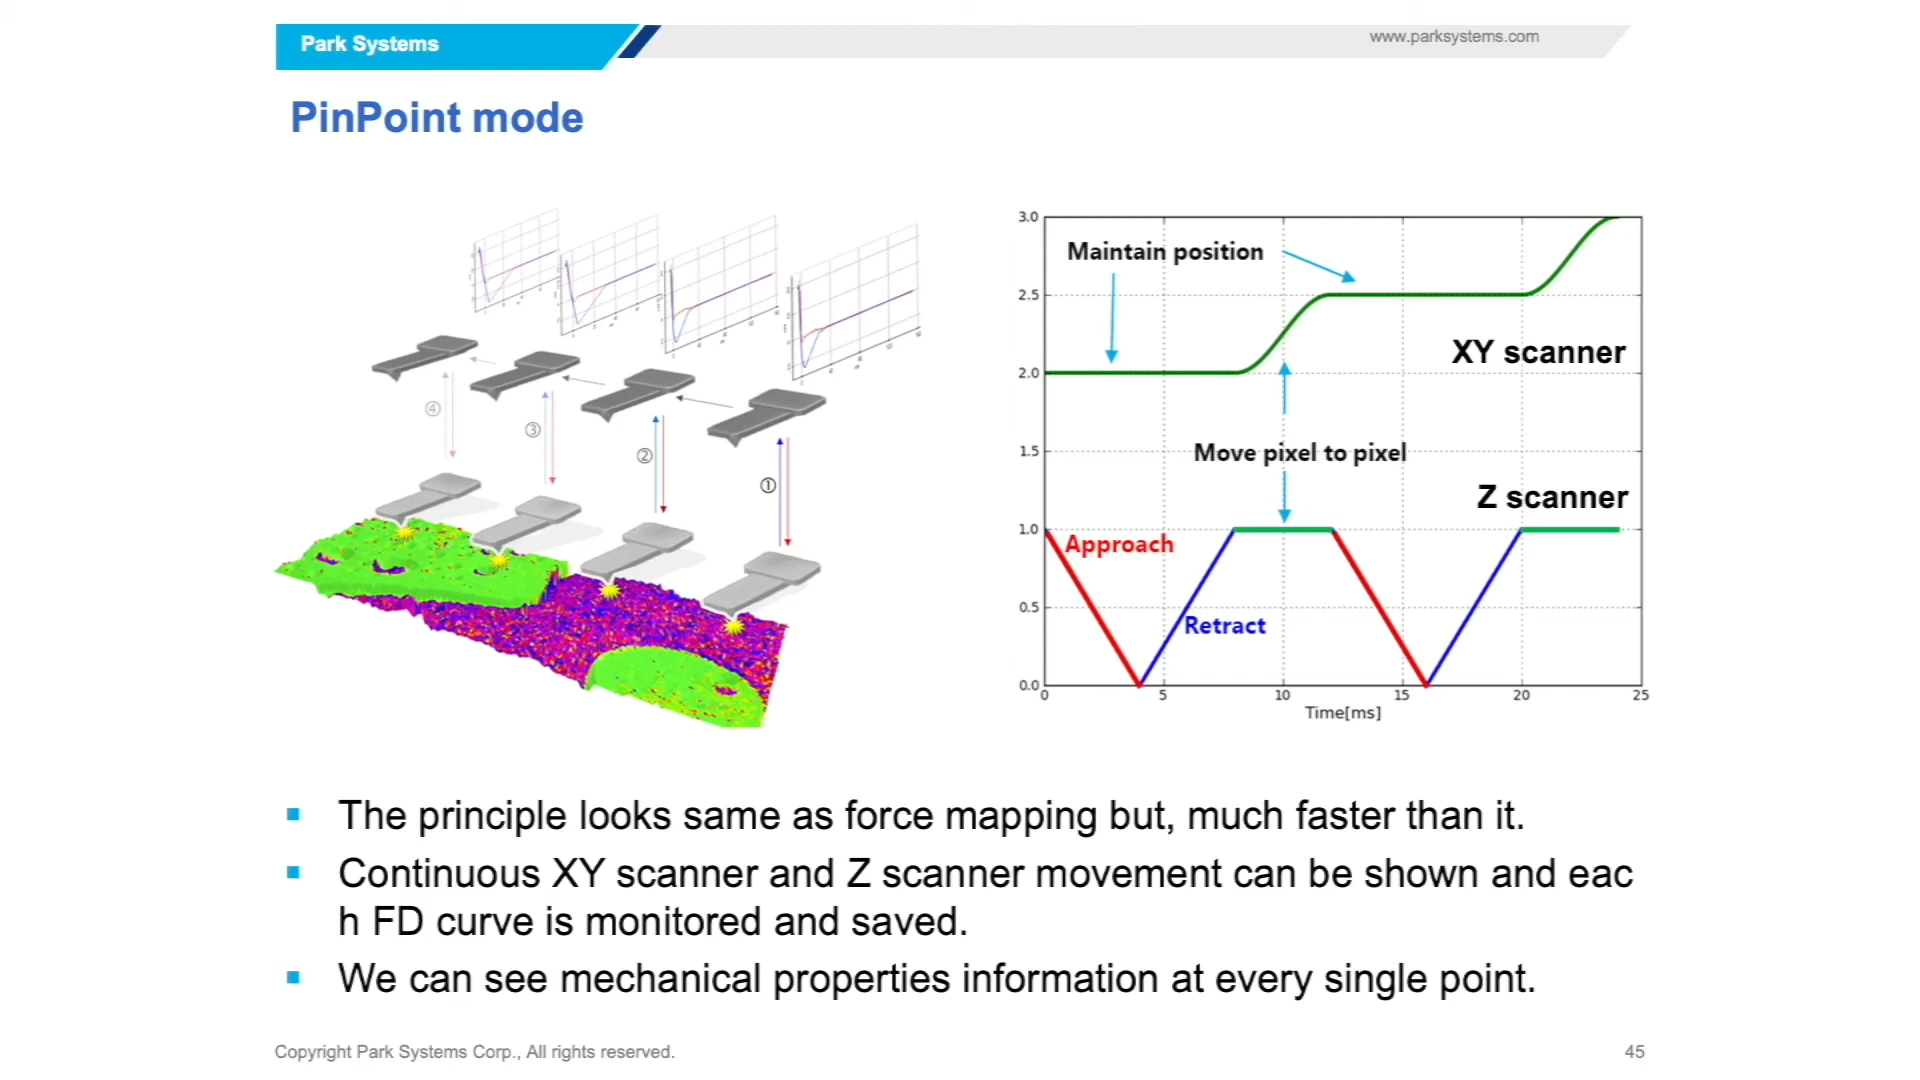 Park Systems
www.parksystems.com
PinPoint mode
④
③
②
①
3.0
2.5
2.0
1.5
1.0
0.5
0.0
Maintain position
XY scanner
Move pixel to pixel
Z scanner
Approach
Retract
0 5 10 15 20 25
Time[ms]
The principle looks same as force mapping but, much faster than it.
Continuous XY scanner and Z scanner movement can be shown and eac
h FD curve is monitored and saved.
We can see mechanical properties information at every single point.
Copyright Park Systems Corp., All rights reserved.
45